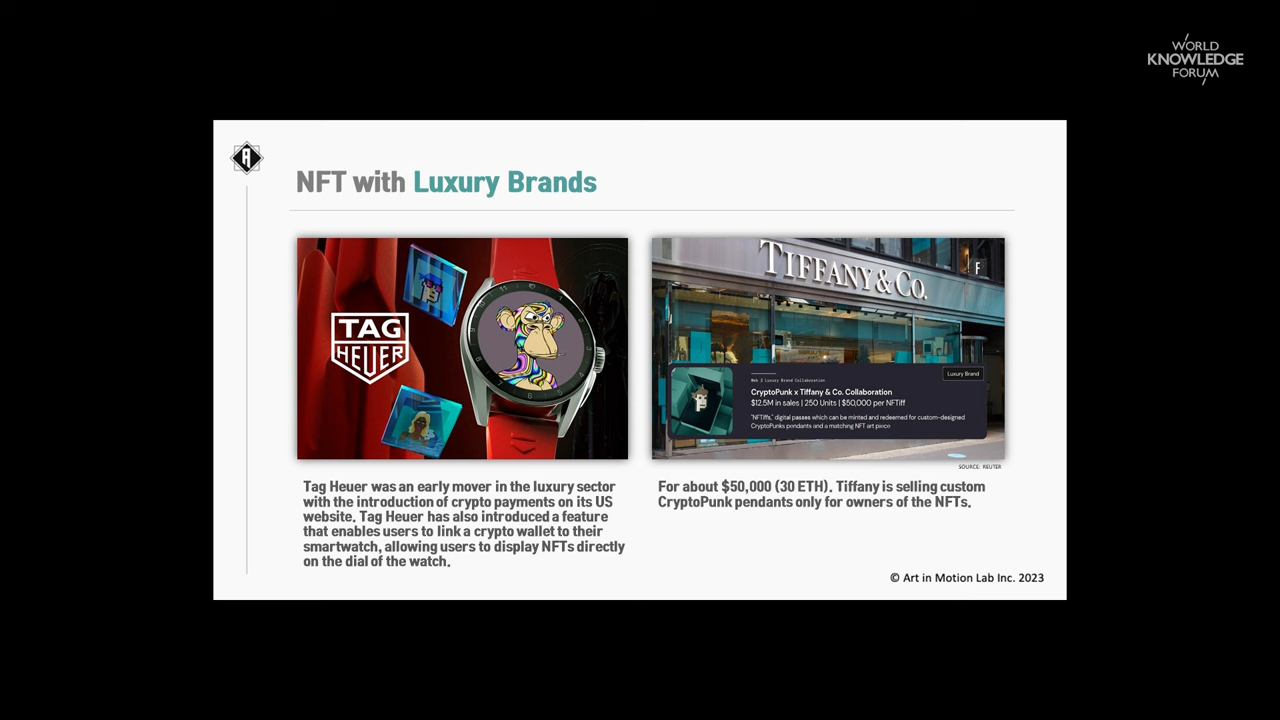 WORLD
KNOWLEDGE
FORUM
NFT with Luxury Brands
TAG
HEUER
TIFFANY & CO.
F
Luxury Brand
Web 3 Luxury Brand Collaboration
CryptoPunk x Tiffany & Co. Collaboration
$12.5M in sales | 250 Units | $50,000 per NFTiff
"NFTiffs," digital passes which can be minted and redeemed for custom-designed
CryptoPunks pendants and a matching NFT art piece
SOURCE: REUTER
Tag Heuer was an early mover in the luxury sector
with the introduction of crypto payments on its US
website. Tag Heuer has also introduced a feature
that enables users to link a crypto wallet to their
smartwatch, allowing users to display NFTs directly
on the dial of the watch.
For about $50,000 (30 ETH). Tiffany is selling custom
CryptoPunk pendants only for owners of the NFTs.
© Art in Motion Lab Inc. 2023